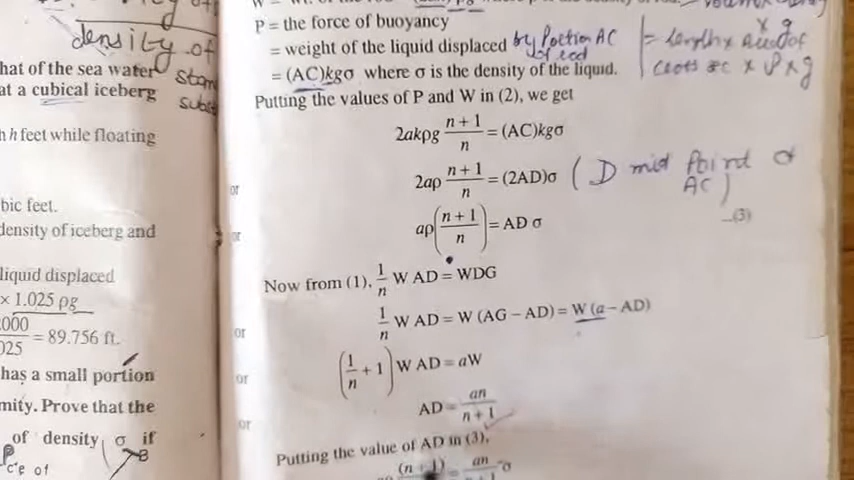 density of
hat of the sea water
at a cubical iceberg
h feet while floating
bic feet.
density of iceberg and
liquid displaced
× 1.025 ρg
000
025 = 89.756 ft.
has a small portion
mity. Prove that the
of density σ if
P = the force of buoyancy
= weight of the liquid displaced by Portion AC of rod
= (AC)kgσ where σ is the density of the liquid.
= length × area of
cross sec × ρ × g
Putting the values of P and W in (2), we get
2akρg (n + 1)/n = (AC)kgσ
or 2aρ (n + 1)/n = (2AD)σ (D mid Point of AC)
or aρ((n + 1)/n) = AD σ ...(3)
Now from (1), 1/n W AD = WDG
or 1/n W AD = W (AG – AD) = W (a – AD)
or (1/n + 1) W AD = aW
or AD = an/(n + 1)
Putting the value of AD in (3),
(n + 1) = an σ